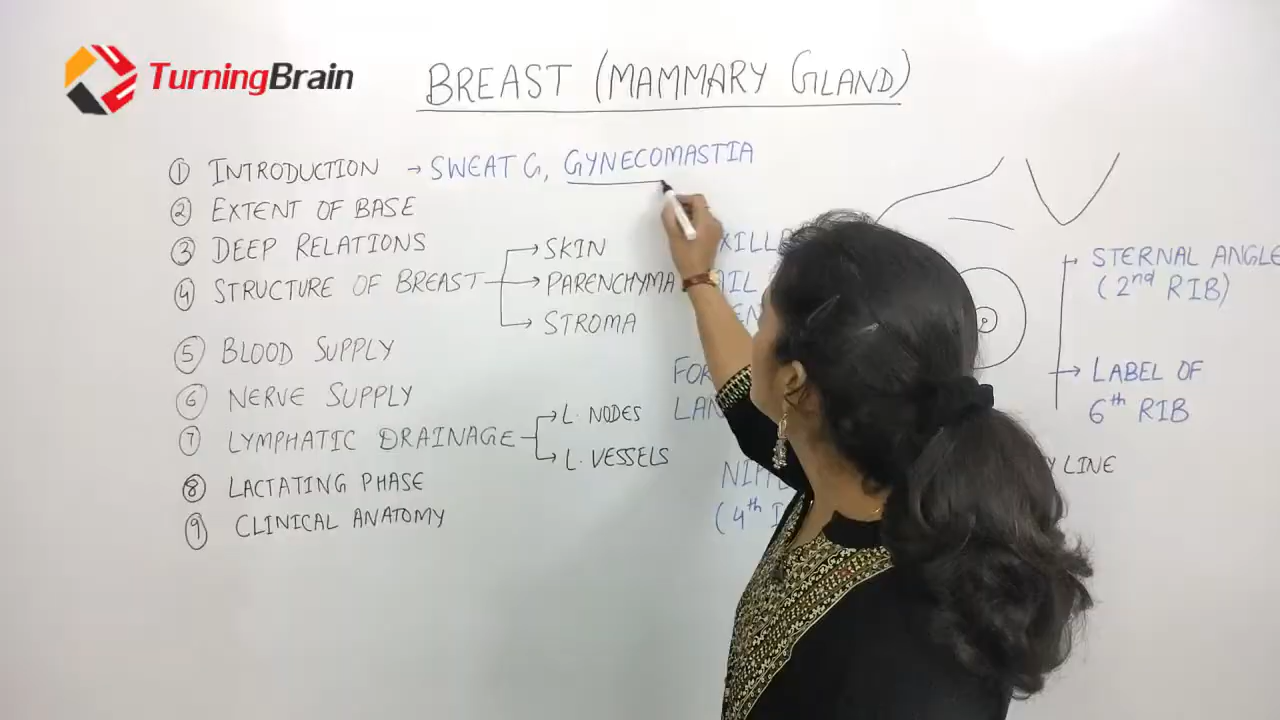 TurningBrain
BREAST (MAMMARY GLAND)
① INTRODUCTION → SWEAT G, GYNECOMASTIA
② EXTENT OF BASE
③ DEEP RELATIONS
④ STRUCTURE OF BREAST
→ SKIN
→ PARENCHYMA
→ STROMA
⑤ BLOOD SUPPLY
⑥ NERVE SUPPLY
⑦ LYMPHATIC DRAINAGE
→ L. NODES
→ L. VESSELS
⑧ LACTATING PHASE
⑨ CLINICAL ANATOMY
(4th
→ STERNAL ANGLE
(2nd RIB)
→ LABEL OF
6th RIB
LINE